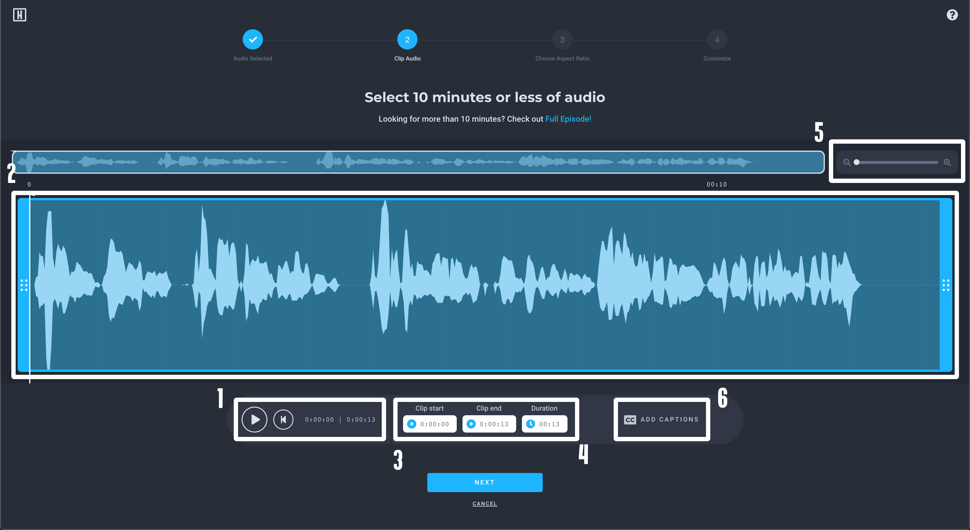 H
?
2
3
4
Audio Selected
Clip Audio
Choose Aspect Ratio
Customize
Select 10 minutes or less of audio
Looking for more than 10 minutes? Check out Full Episode!
5
2
0
00:10
1
0:00:00 | 0:00:13
Clip start
Clip end
Duration
0:00:00
0:00:13
00:13
CC ADD CAPTIONS
6
3
4
NEXT
CANCEL